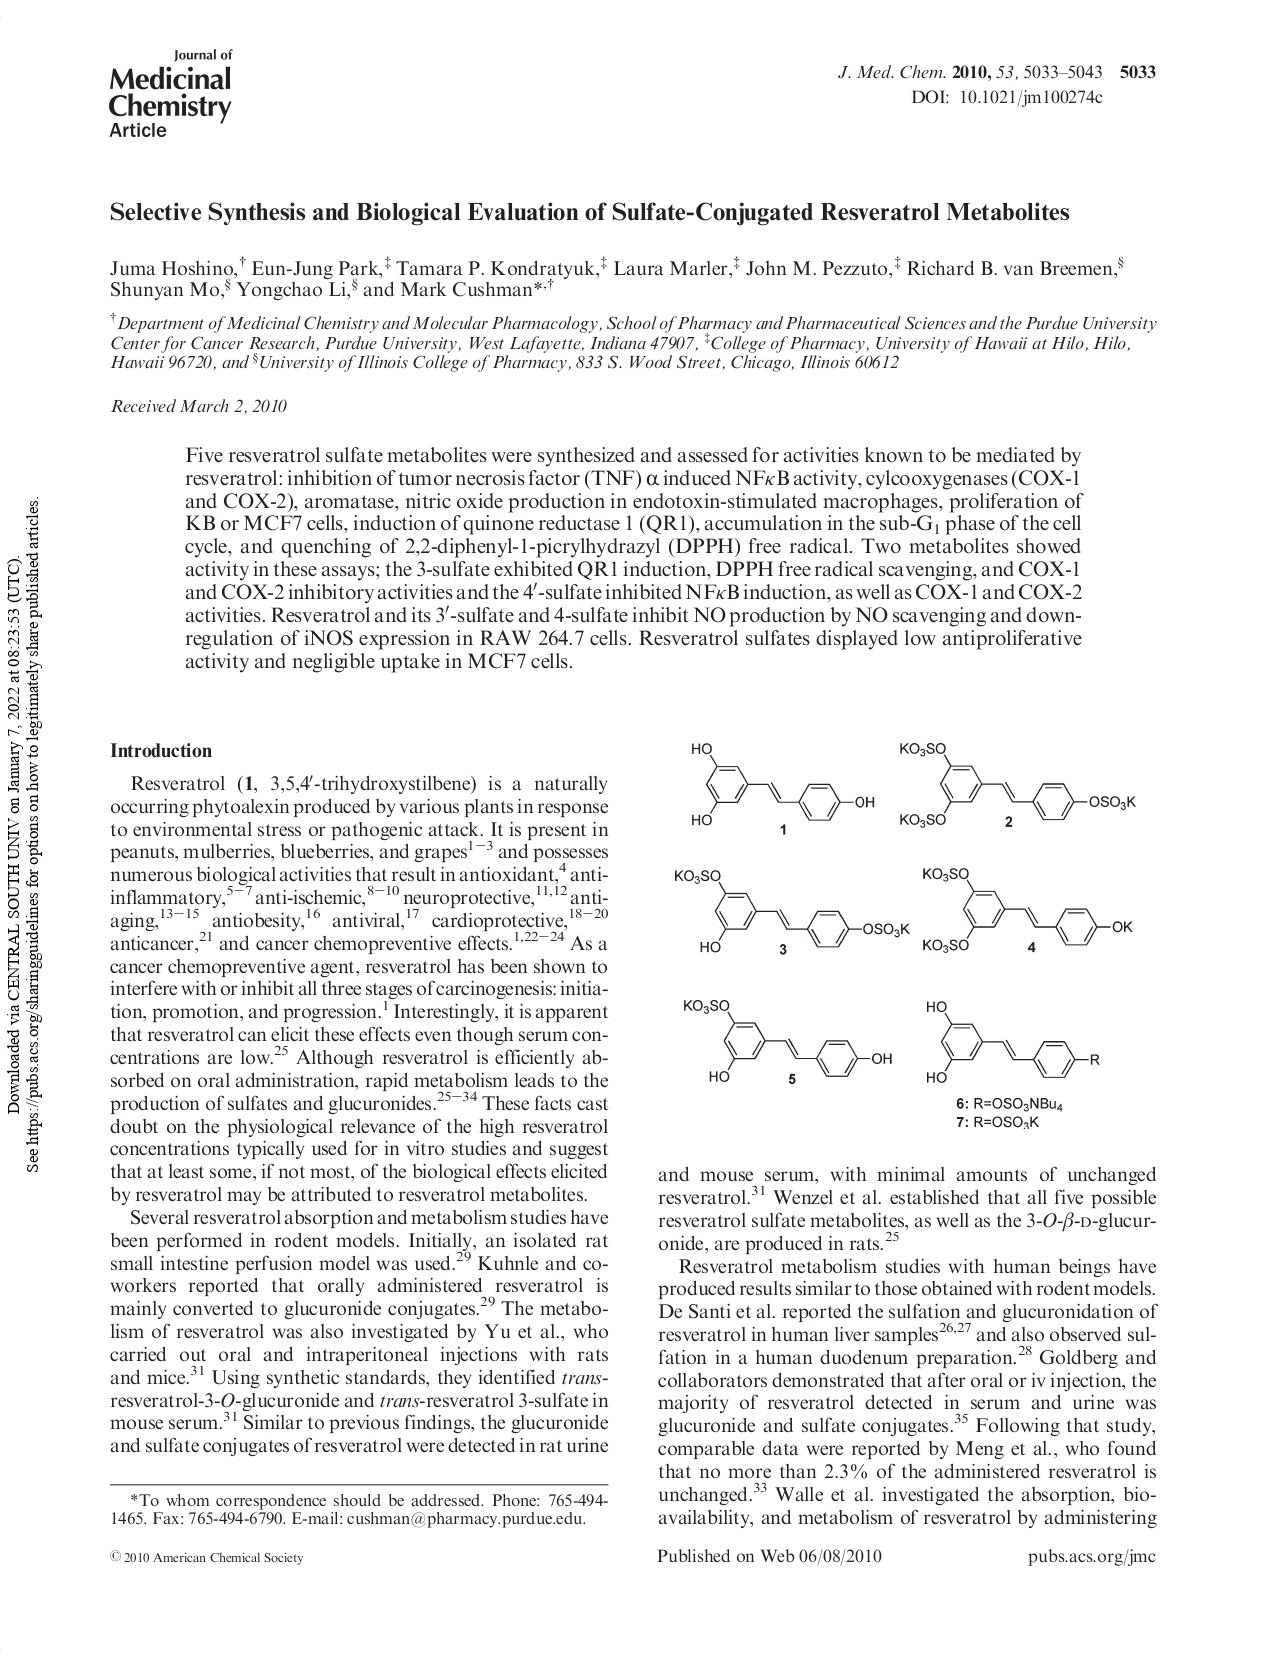 Journal of
Medicinal
Chemistry
Article
J. Med. Chem. 2010, 53, 5033–5043 5033
DOI: 10.1021/jm100274c
Selective Synthesis and Biological Evaluation of Sulfate-Conjugated Resveratrol Metabolites
Juma Hoshino,† Eun-Jung Park,‡ Tamara P. Kondratyuk,‡ Laura Marler,‡ John M. Pezzuto,‡ Richard B. van Breemen,§
Shunyan Mo,§ Yongchao Li,§ and Mark Cushman*,†
†Department of Medicinal Chemistry and Molecular Pharmacology, School of Pharmacy and Pharmaceutical Sciences and the Purdue University
Center for Cancer Research, Purdue University, West Lafayette, Indiana 47907, ‡College of Pharmacy, University of Hawaii at Hilo, Hilo,
Hawaii 96720, and §University of Illinois College of Pharmacy, 833 S. Wood Street, Chicago, Illinois 60612
Received March 2, 2010
Five resveratrol sulfate metabolites were synthesized and assessed for activities known to be mediated by
resveratrol: inhibition of tumor necrosis factor (TNF) α induced NFκB activity, cylcooxygenases (COX-1
and COX-2), aromatase, nitric oxide production in endotoxin-stimulated macrophages, proliferation of
KB or MCF7 cells, induction of quinone reductase 1 (QR1), accumulation in the sub-G₁ phase of the cell
cycle, and quenching of 2,2-diphenyl-1-picrylhydrazyl (DPPH) free radical. Two metabolites showed
activity in these assays; the 3-sulfate exhibited QR1 induction, DPPH free radical scavenging, and COX-1
and COX-2 inhibitory activities and the 4′-sulfate inhibited NFκB induction, as well as COX-1 and COX-2
activities. Resveratrol and its 3′-sulfate and 4-sulfate inhibit NO production by NO scavenging and down-
regulation of iNOS expression in RAW 264.7 cells. Resveratrol sulfates displayed low antiproliferative
activity and negligible uptake in MCF7 cells.
Introduction
Resveratrol (1, 3,5,4′-trihydroxystilbene) is a naturally
occurring phytoalexin produced by various plants in response
to environmental stress or pathogenic attack. It is present in
peanuts, mulberries, blueberries, and grapes¹⁻³ and possesses
numerous biological activities that result in antioxidant,⁴ anti-
inflammatory,⁵⁻⁷ anti-ischemic,⁸⁻¹⁰ neuroprotective,¹¹,¹² anti-
aging,¹³⁻¹⁵ antiobesity,¹⁶ antiviral,¹⁷ cardioprotective,¹⁸⁻²⁰
anticancer,²¹ and cancer chemopreventive effects.¹,²²⁻²⁴ As a
cancer chemopreventive agent, resveratrol has been shown to
interfere with or inhibit all three stages of carcinogenesis: initia-
tion, promotion, and progression.¹ Interestingly, it is apparent
that resveratrol can elicit these effects even though serum con-
centrations are low.²⁵ Although resveratrol is efficiently ab-
sorbed on oral administration, rapid metabolism leads to the
production of sulfates and glucuronides.²⁵⁻³⁴ These facts cast
doubt on the physiological relevance of the high resveratrol
concentrations typically used for in vitro studies and suggest
that at least some, if not most, of the biological effects elicited
by resveratrol may be attributed to resveratrol metabolites.
Several resveratrol absorption and metabolism studies have
been performed in rodent models. Initially, an isolated rat
small intestine perfusion model was used.²⁹ Kuhnle and co-
workers reported that orally administered resveratrol is
mainly converted to glucuronide conjugates.²⁹ The metabo-
lism of resveratrol was also investigated by Yu et al., who
carried out oral and intraperitoneal injections with rats
and mice.³¹ Using synthetic standards, they identified trans-
resveratrol-3-O-glucuronide and trans-resveratrol 3-sulfate in
mouse serum.³¹ Similar to previous findings, the glucuronide
and sulfate conjugates of resveratrol were detected in rat urine
*To whom correspondence should be addressed. Phone: 765-494-
1465. Fax: 765-494-6790. E-mail: cushman@pharmacy.purdue.edu.
© 2010 American Chemical Society
HO
HO
OH
1
KO₃SO
KO₃SO
OSO₃K
2
KO₃SO
HO
OSO₃K
3
KO₃SO
KO₃SO
OK
4
KO₃SO
HO
OH
5
HO
HO
R
6: R=OSO₃NBu₄
7: R=OSO₃K
and mouse serum, with minimal amounts of unchanged
resveratrol.³¹ Wenzel et al. established that all five possible
resveratrol sulfate metabolites, as well as the 3-O-β-D-glucur-
onide, are produced in rats.²⁵
Resveratrol metabolism studies with human beings have
produced results similar to those obtained with rodent models.
De Santi et al. reported the sulfation and glucuronidation of
resveratrol in human liver samples²⁶,²⁷ and also observed sul-
fation in a human duodenum preparation.²⁸ Goldberg and
collaborators demonstrated that after oral or iv injection, the
majority of resveratrol detected in serum and urine was
glucuronide and sulfate conjugates.³⁵ Following that study,
comparable data were reported by Meng et al., who found
that no more than 2.3% of the administered resveratrol is
unchanged.³³ Walle et al. investigated the absorption, bio-
availability, and metabolism of resveratrol by administering
Published on Web 06/08/2010
pubs.acs.org/jmc
Downloaded via CENTRAL SOUTH UNIV on January 7, 2022 at 08:23:53 (UTC).
See https://pubs.acs.org/sharingguidelines for options on how to legitimately share published articles.